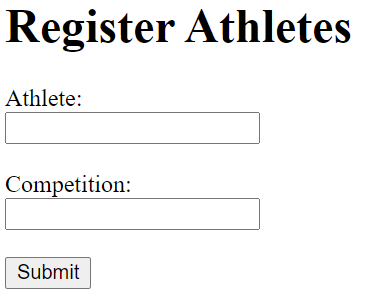 Register Athletes
Athlete:
Competition:
Submit